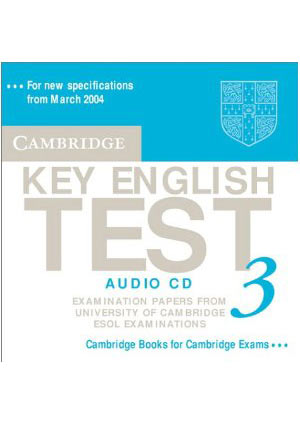 ••• For new specifications
from March 2004
CAMBRIDGE
KEY ENGLISH
TEST
3
AUDIO CD
EXAMINATION PAPERS FROM
UNIVERSITY OF CAMBRIDGE
ESOL EXAMINATIONS
Cambridge Books for Cambridge Exams •••